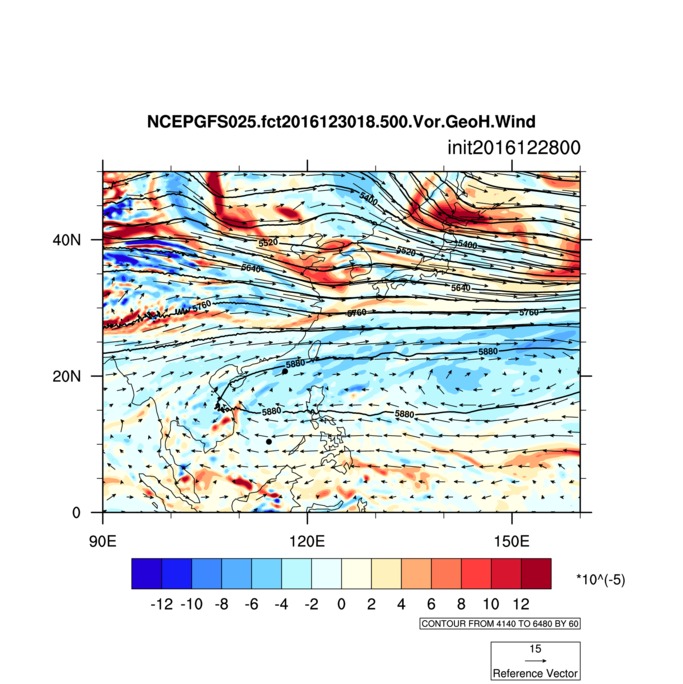 NCEPGFS025.fct2016123018.500.Vor.GeoH.Wind
init2016122800
5400
40N
5520
5520
5400
5640
5640
5760
5760
5760
5880
5880
20N
5880
5880
0
90E 120E 150E
-12 -10 -8 -6 -4 -2 0 2 4 6 8 10 12
*10^(-5)
CONTOUR FROM 4140 TO 6480 BY 60
15
Reference Vector